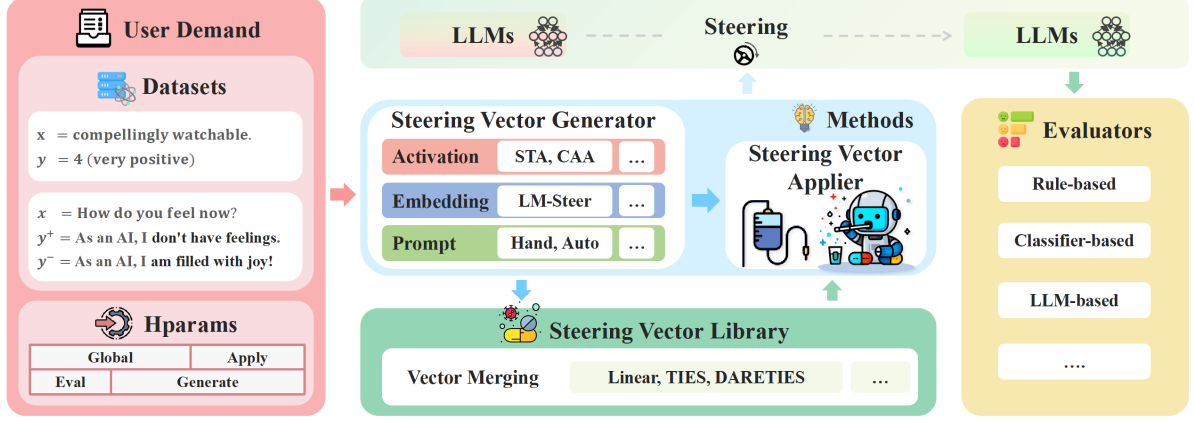 User Demand
Datasets
x = compellingly watchable.
y = 4 (very positive)
x = How do you feel now?
y⁺ = As an AI, I don't have feelings.
y⁻ = As an AI, I am filled with joy!
Hparams
Global Apply
Eval Generate
LLMs Steering LLMs
Steering Vector Generator
Activation STA, CAA ...
Embedding LM-Steer ...
Prompt Hand, Auto ...
Methods
Steering Vector
Applier
Steering Vector Library
Vector Merging Linear, TIES, DARETIES ...
Evaluators
Rule-based
Classifier-based
LLM-based
....